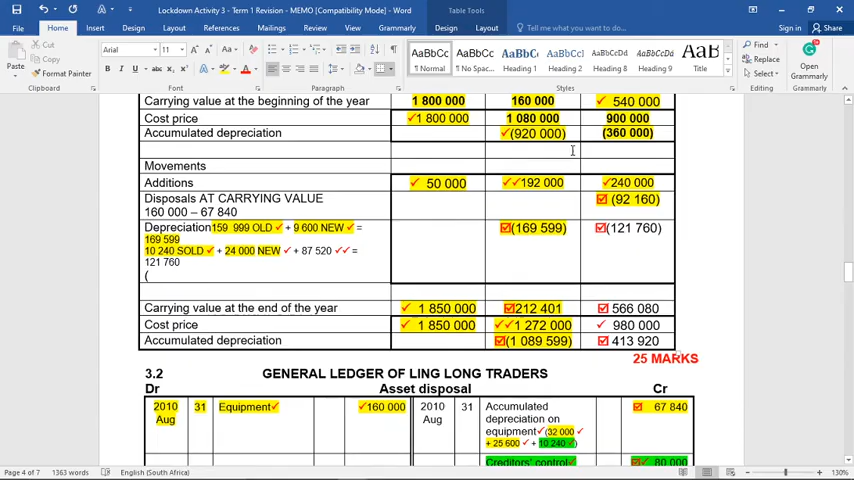 Lockdown Activity 3 - Term 1 Revision - MEMO [Compatibility Mode] - Word
Table Tools
Sign in
File Home Insert Draw Design Layout References Mailings Review View Grammarly Design Layout Tell me what you want to do... Share
Cut
Copy
Format Painter
Paste
Clipboard
Arial 11
Font
Paragraph
AaBbCc AaBbCc AaBbCc AaBbCc] AaBbCcDd AaBbCc AaB
¶ Normal ¶ No Spac... Heading 1 Heading 2 Heading 8 Heading 9 Title
Styles
Find
Replace
Select
Editing
Open Grammarly
Grammarly
Carrying value at the beginning of the year 1 800 000 160 000 ✓ 540 000
Cost price ✓1 800 000 1 080 000 900 000
Accumulated depreciation ✓(920 000) (360 000)
Movements
Additions ✓ 50 000 ✓✓192 000 ✓240 000
Disposals AT CARRYING VALUE ☑ (92 160)
160 000 – 67 840
Depreciation159 999 OLD ✓ + 9 600 NEW ✓ = ☑(169 599) ☑(121 760)
169 599
10 240 SOLD ✓ + 24 000 NEW ✓ + 87 520 ✓✓ =
121 760
(
Carrying value at the end of the year ✓ 1 850 000 ☑212 401 ☑ 566 080
Cost price ✓ 1 850 000 ✓✓1 272 000 ✓ 980 000
Accumulated depreciation ☑(1 089 599) ☑ 413 920
25 MARKS
3.2 GENERAL LEDGER OF LING LONG TRADERS
Dr Asset disposal Cr
2010 Aug 31 Equipment✓ ✓160 000 2010 Aug 31 Accumulated depreciation on equipment✓(32 000 ✓ + 25 600 ✓ + 10 240✓) ☑ 67 840
Creditors' control✓ ☑ 80 000
Page 4 of 7 1363 words English (South Africa) 130%